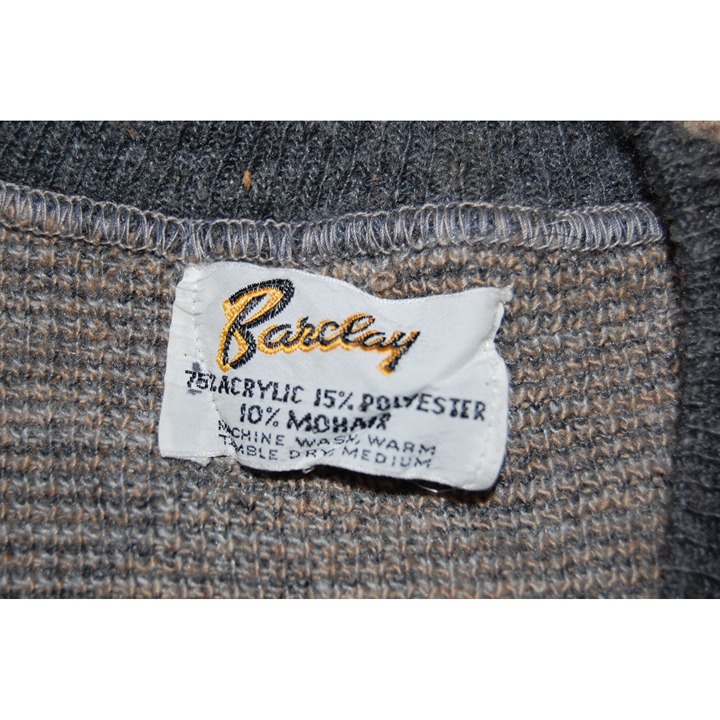 Barclay
75% ACRYLIC 15% POLYESTER
10% MOHAIR
MACHINE WASH, WARM
TUMBLE DRY MEDIUM